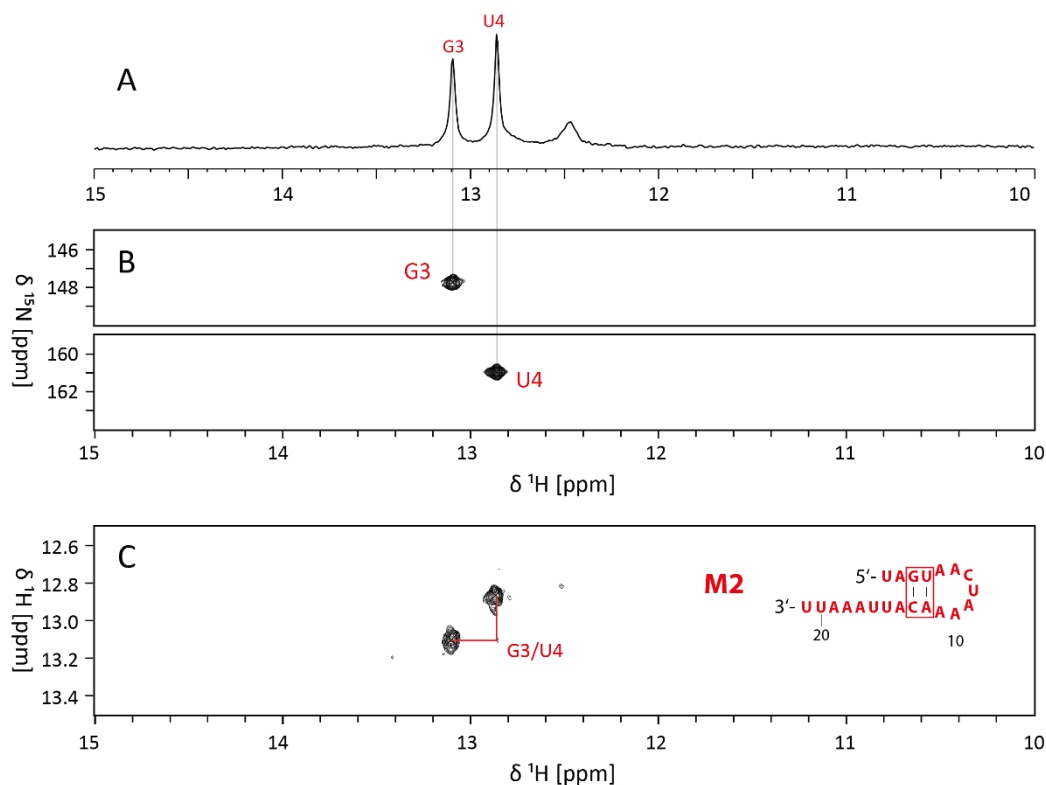 U4
G3
A
15 14 13 12 11 10
B
146
148
G3
160
162
U4
δ ¹⁵N [ppm]
15 14 13 12 11 10
δ ¹H [ppm]
C
12.6
12.8
13.0
13.2
13.4
δ ¹H [ppm]
G3/U4
M2
5'- U A G U A A C U A A A A C A U U A A A U U -3'
20
10
15 14 13 12 11 10
δ ¹H [ppm]